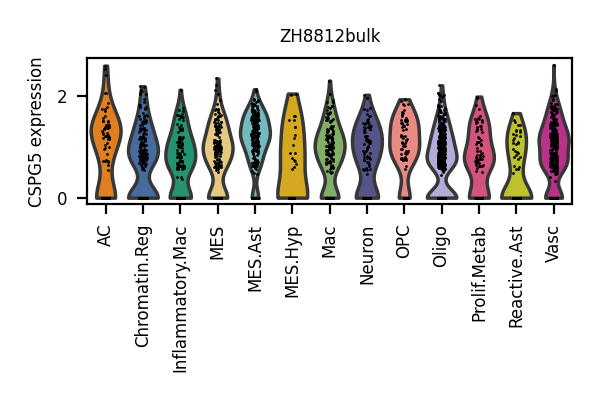 ZH8812bulk
CSPG5 expression
2
0
AC
Chromatin.Reg
Inflammatory.Mac
MES
MES.Ast
MES.Hyp
Mac
Neuron
OPC
Oligo
Prolif.Metab
Reactive.Ast
Vasc